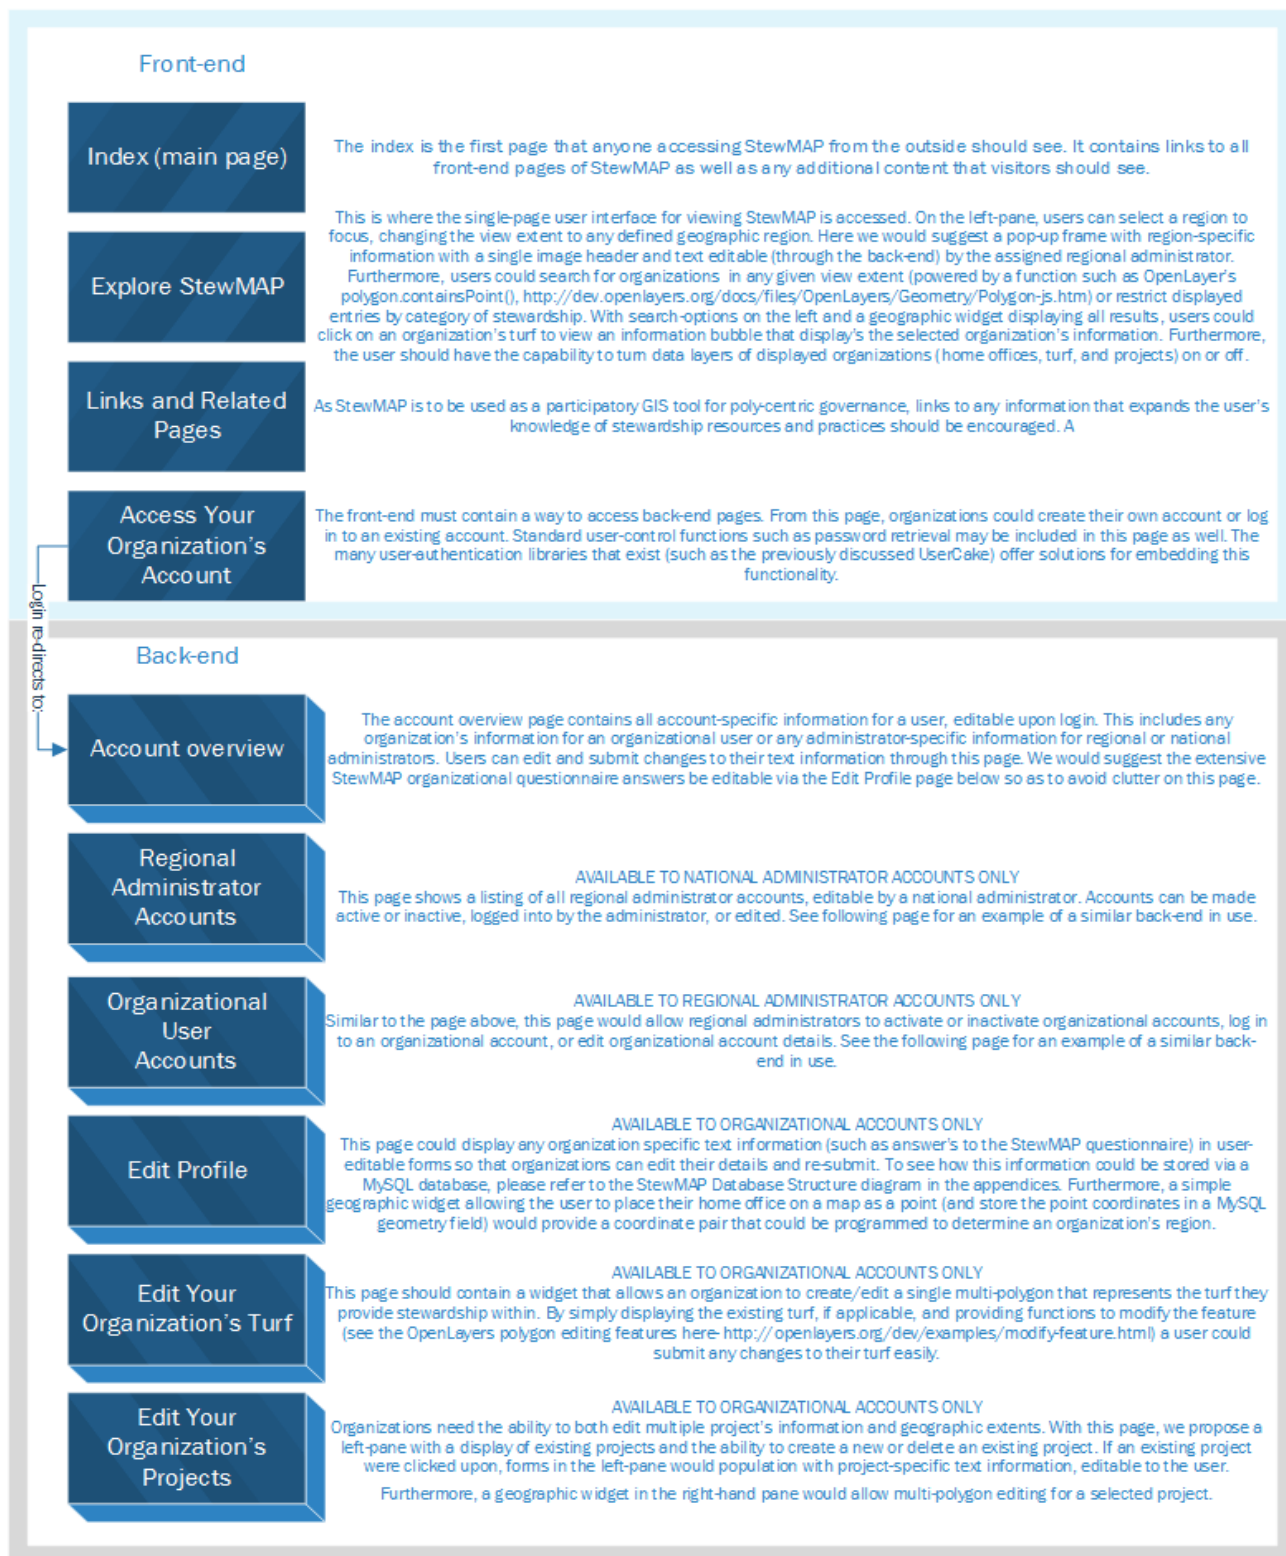 Front-end
Index (main page)
The index is the first page that anyone accessing StewMAP from the outside should see. It contains links to all
front-end pages of StewMAP as well as any additional content that visitors should see.
Explore StewMAP
This is where the single-page user interface for viewing StewMAP is accessed. On the left-pane, users can select a region to
focus, changing the view extent to any defined geographic region. Here we would suggest a pop-up frame with region-specific
information with a single image header and text editable (through the back-end) by the assigned regional administrator.
Furthermore, users could search for organizations in any given view extent (powered by a function such as OpenLayer's
polygon.containsPoint(), http://dev.openlayers.org/docs/files/OpenLayers/Geometry/Polygon-js.htm) or restrict displayed
entries by category of stewardship. With search-options on the left and a geographic widget displaying all results, users could
click on an organization's turf to view an information bubble that display's the selected organization's information. Furthermore,
the user should have the capability to turn data layers of displayed organizations (home offices, turf, and projects) on or off.
Links and Related
Pages
As StewMAP is to be used as a participatory GIS tool for poly-centric governance, links to any information that expands the user's
knowledge of stewardship resources and practices should be encouraged. A
Access Your
Organization's
Account
The front-end must contain a way to access back-end pages. From this page, organizations could create their own account or log
in to an existing account. Standard user-control functions such as password retrieval may be included in this page as well. The
many user-authentication libraries that exist (such as the previously discussed UserCake) offer solutions for embedding this
functionality.
Login re-directs to:
Back-end
Account overview
The account overview page contains all account-specific information for a user, editable upon login. This includes any
organization's information for an organizational user or any administrator-specific information for regional or national
administrators. Users can edit and submit changes to their text information through this page. We would suggest the extensive
StewMAP organizational questionnaire answers be editable via the Edit Profile page below so as to avoid clutter on this page.
Regional
Administrator
Accounts
AVAILABLE TO NATIONAL ADMINISTRATOR ACCOUNTS ONLY
This page shows a listing of all regional administrator accounts, editable by a national administrator. Accounts can be made
active or inactive, logged into by the administrator, or edited. See following page for an example of a similar back-end in use.
Organizational
User
Accounts
AVAILABLE TO REGIONAL ADMINISTRATOR ACCOUNTS ONLY
Similar to the page above, this page would allow regional administrators to activate or inactivate organizational accounts, log in
to an organizational account, or edit organizational account details. See the following page for an example of a similar back-
end in use.
Edit Profile
AVAILABLE TO ORGANIZATIONAL ACCOUNTS ONLY
This page could display any organization specific text information (such as answer's to the StewMAP questionnaire) in user-
editable forms so that organizations can edit their details and re-submit. To see how this information could be stored via a
MySQL database, please refer to the StewMAP Database Structure diagram in the appendices. Furthermore, a simple
geographic widget allowing the user to place their home office on a map as a point (and store the point coordinates in a MySQL
geometry field) would provide a coordinate pair that could be programmed to determine an organization's region.
Edit Your
Organization's Turf
AVAILABLE TO ORGANIZATIONAL ACCOUNTS ONLY
This page should contain a widget that allows an organization to create/edit a single multi-polygon that represents the turf they
provide stewardship within. By simply displaying the existing turf, if applicable, and providing functions to modify the feature
(see the OpenLayers polygon editing features here- http://openlayers.org/dev/examples/modify-feature.html) a user could
submit any changes to their turf easily.
Edit Your
Organization's
Projects
AVAILABLE TO ORGANIZATIONAL ACCOUNTS ONLY
Organizations need the ability to both edit multiple project's information and geographic extents. With this page, we propose a
left-pane with a display of existing projects and the ability to create a new or delete an existing project. If an existing project
were clicked upon, forms in the left-pane would population with project-specific text information, editable to the user.
Furthermore, a geographic widget in the right-hand pane would allow multi-polygon editing for a selected project.